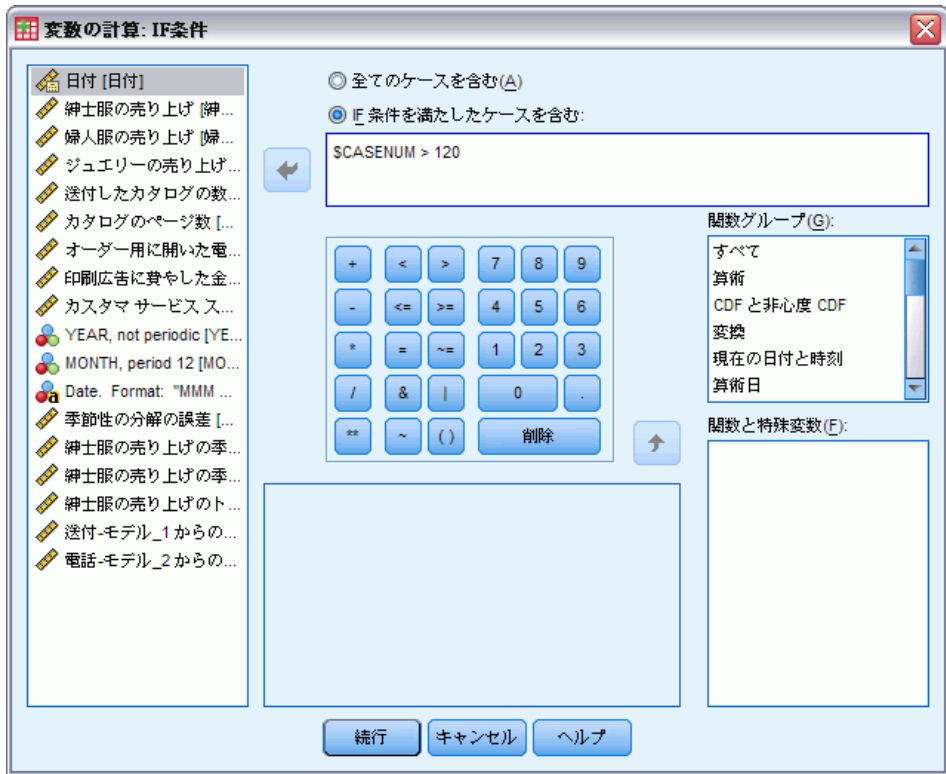 変数の計算: IF条件
日付 [日付]
紳士服の売り上げ [紳...
婦人服の売り上げ [婦...
ジュエリーの売り上げ...
送付したカタログの数...
カタログのページ数 [...
オーダー用に開いた電...
印刷広告に費やした金...
カスタマ サービス ス...
YEAR, not periodic [YE...
MONTH, period 12 [MO...
Date. Format: "MMM ...
季節性の分解の誤差 [...
紳士服の売り上げの季...
紳士服の売り上げの季...
紳士服の売り上げのト...
送付-モデル_1 からの...
電話-モデル_2 からの...
全てのケースを含む(A)
IF 条件を満たしたケースを含む:
$CASENUM > 120
+ < > 7 8 9
- <= >= 4 5 6
* = ~= 1 2 3
/ & | 0 .
** ~ ( ) 削除
関数グループ(G):
すべて
算術
CDF と非心度 CDF
変換
現在の日付と時刻
算術日
関数と特殊変数(F):
続行 キャンセル ヘルプ